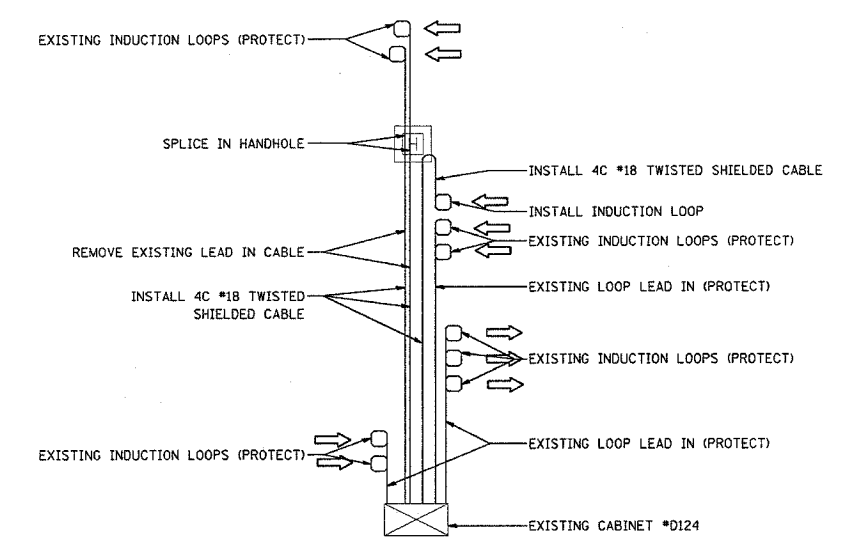 EXISTING INDUCTION LOOPS (PROTECT)
SPLICE IN HANDHOLE
H
INSTALL 4C #18 TWISTED SHIELDED CABLE
INSTALL INDUCTION LOOP
EXISTING INDUCTION LOOPS (PROTECT)
REMOVE EXISTING LEAD IN CABLE
EXISTING LOOP LEAD IN (PROTECT)
INSTALL 4C #18 TWISTED
SHIELDED CABLE
EXISTING INDUCTION LOOPS (PROTECT)
EXISTING LOOP LEAD IN (PROTECT)
EXISTING INDUCTION LOOPS (PROTECT)
EXISTING CABINET #D124